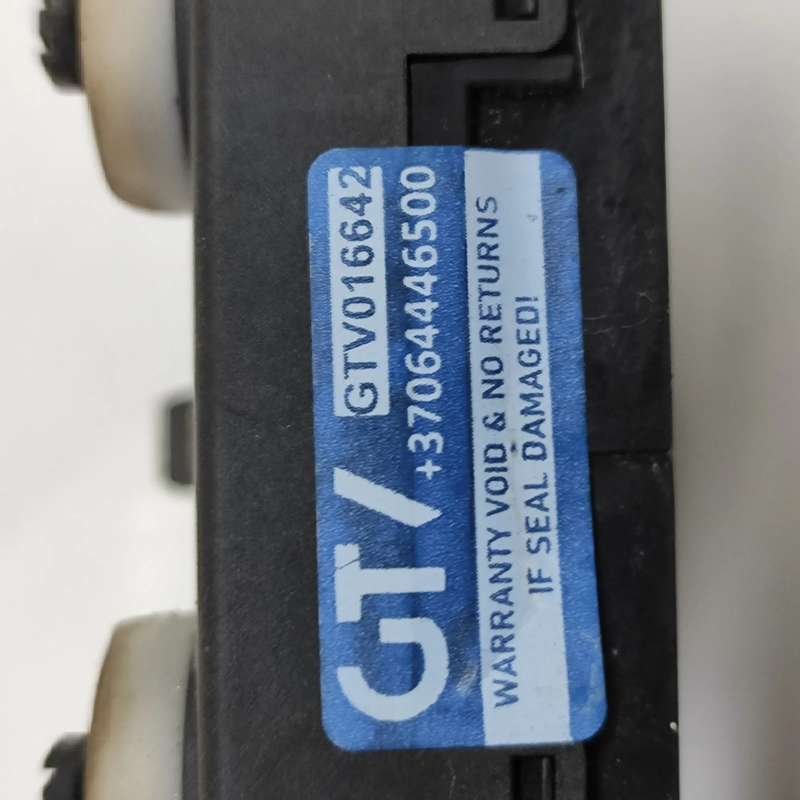 GT/ GTV016642
+37064446500
WARRANTY VOID & NO RETURNS
IF SEAL DAMAGED!